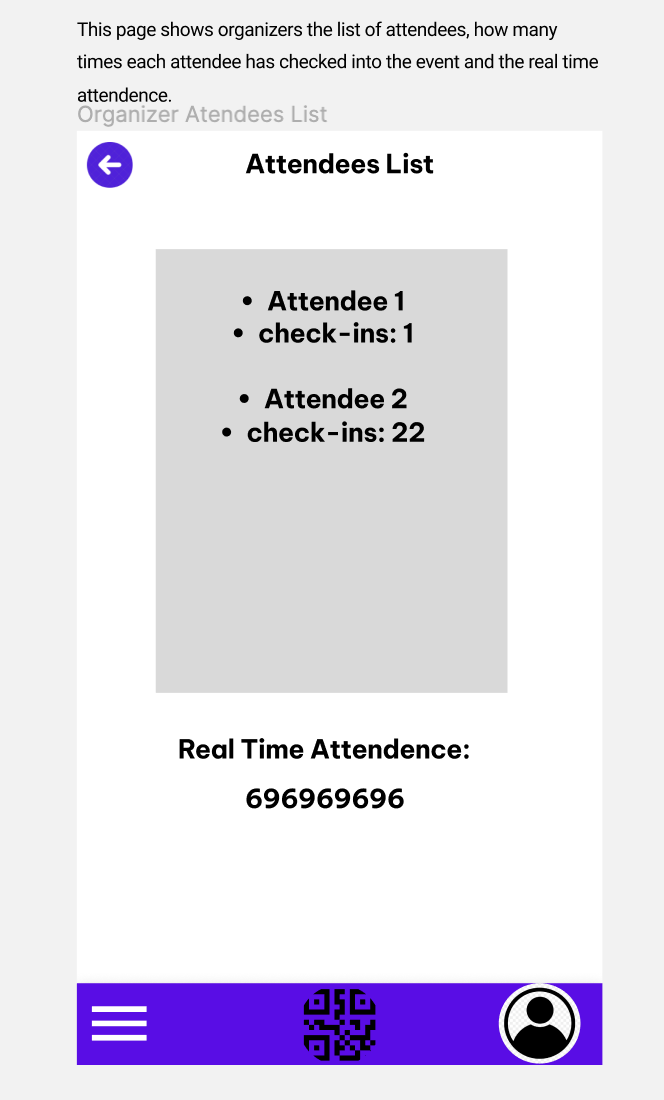 This page shows organizers the list of attendees, how many
times each attendee has checked into the event and the real time
attendence.
Organizer Atendees List
Attendees List
• Attendee 1
• check-ins: 1
• Attendee 2
• check-ins: 22
Real Time Attendence:
696969696